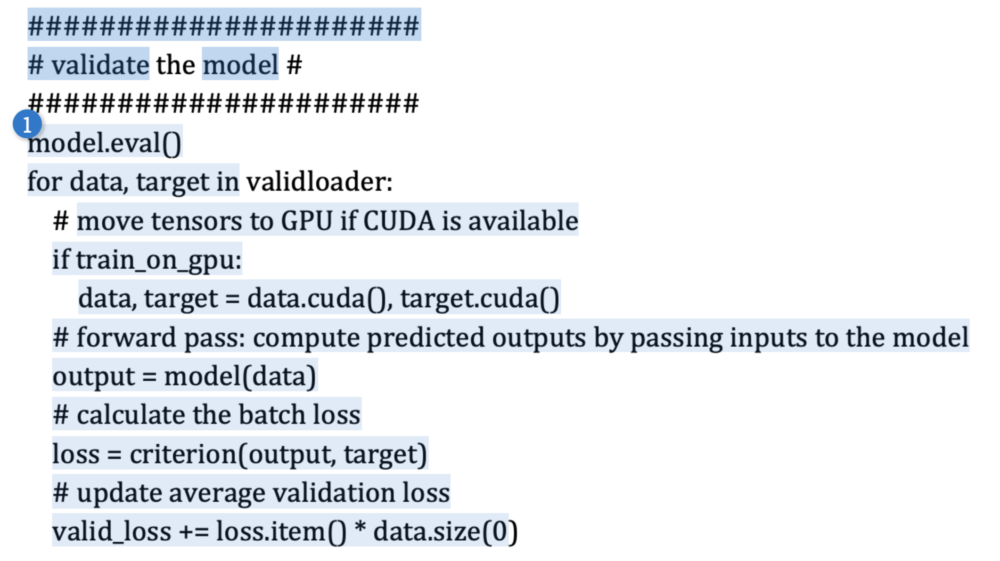 ######################
# validate the model #
######################
1
model.eval()
for data, target in validloader:
# move tensors to GPU if CUDA is available
if train_on_gpu:
data, target = data.cuda(), target.cuda()
# forward pass: compute predicted outputs by passing inputs to the model
output = model(data)
# calculate the batch loss
loss = criterion(output, target)
# update average validation loss
valid_loss += loss.item() * data.size(0)